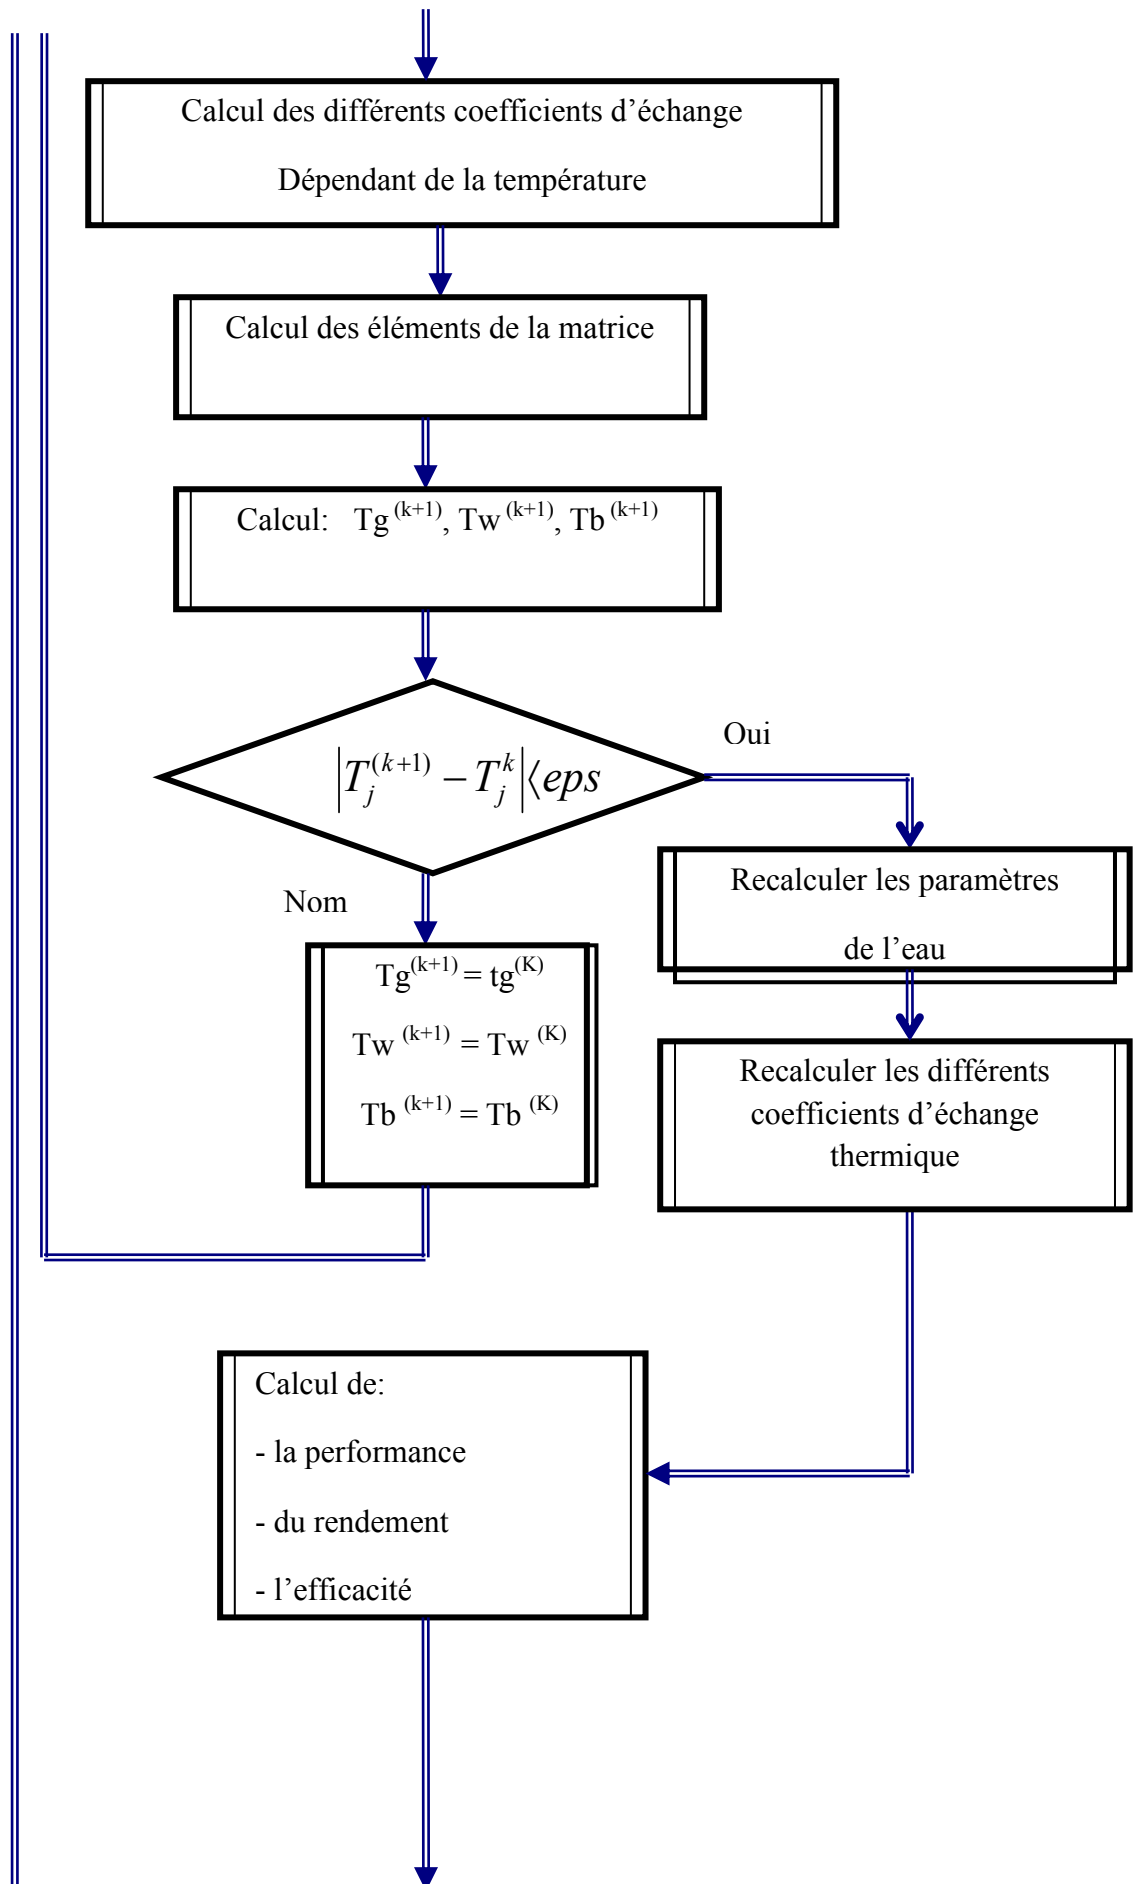 Calcul des différents coefficients d’échange
Dépendant de la température
Calcul des éléments de la matrice
Calcul: Tg (k+1), Tw (k+1), Tb (k+1)
|T_j^(k+1) − T_j^k|⟨eps
Oui
Nom
Recalculer les paramètres
de l’eau
Tg(k+1) = tg(K)
Tw (k+1) = Tw (K)
Tb (k+1) = Tb (K)
Recalculer les différents
coefficients d’échange
thermique
Calcul de:
- la performance
- du rendement
- l’efficacité